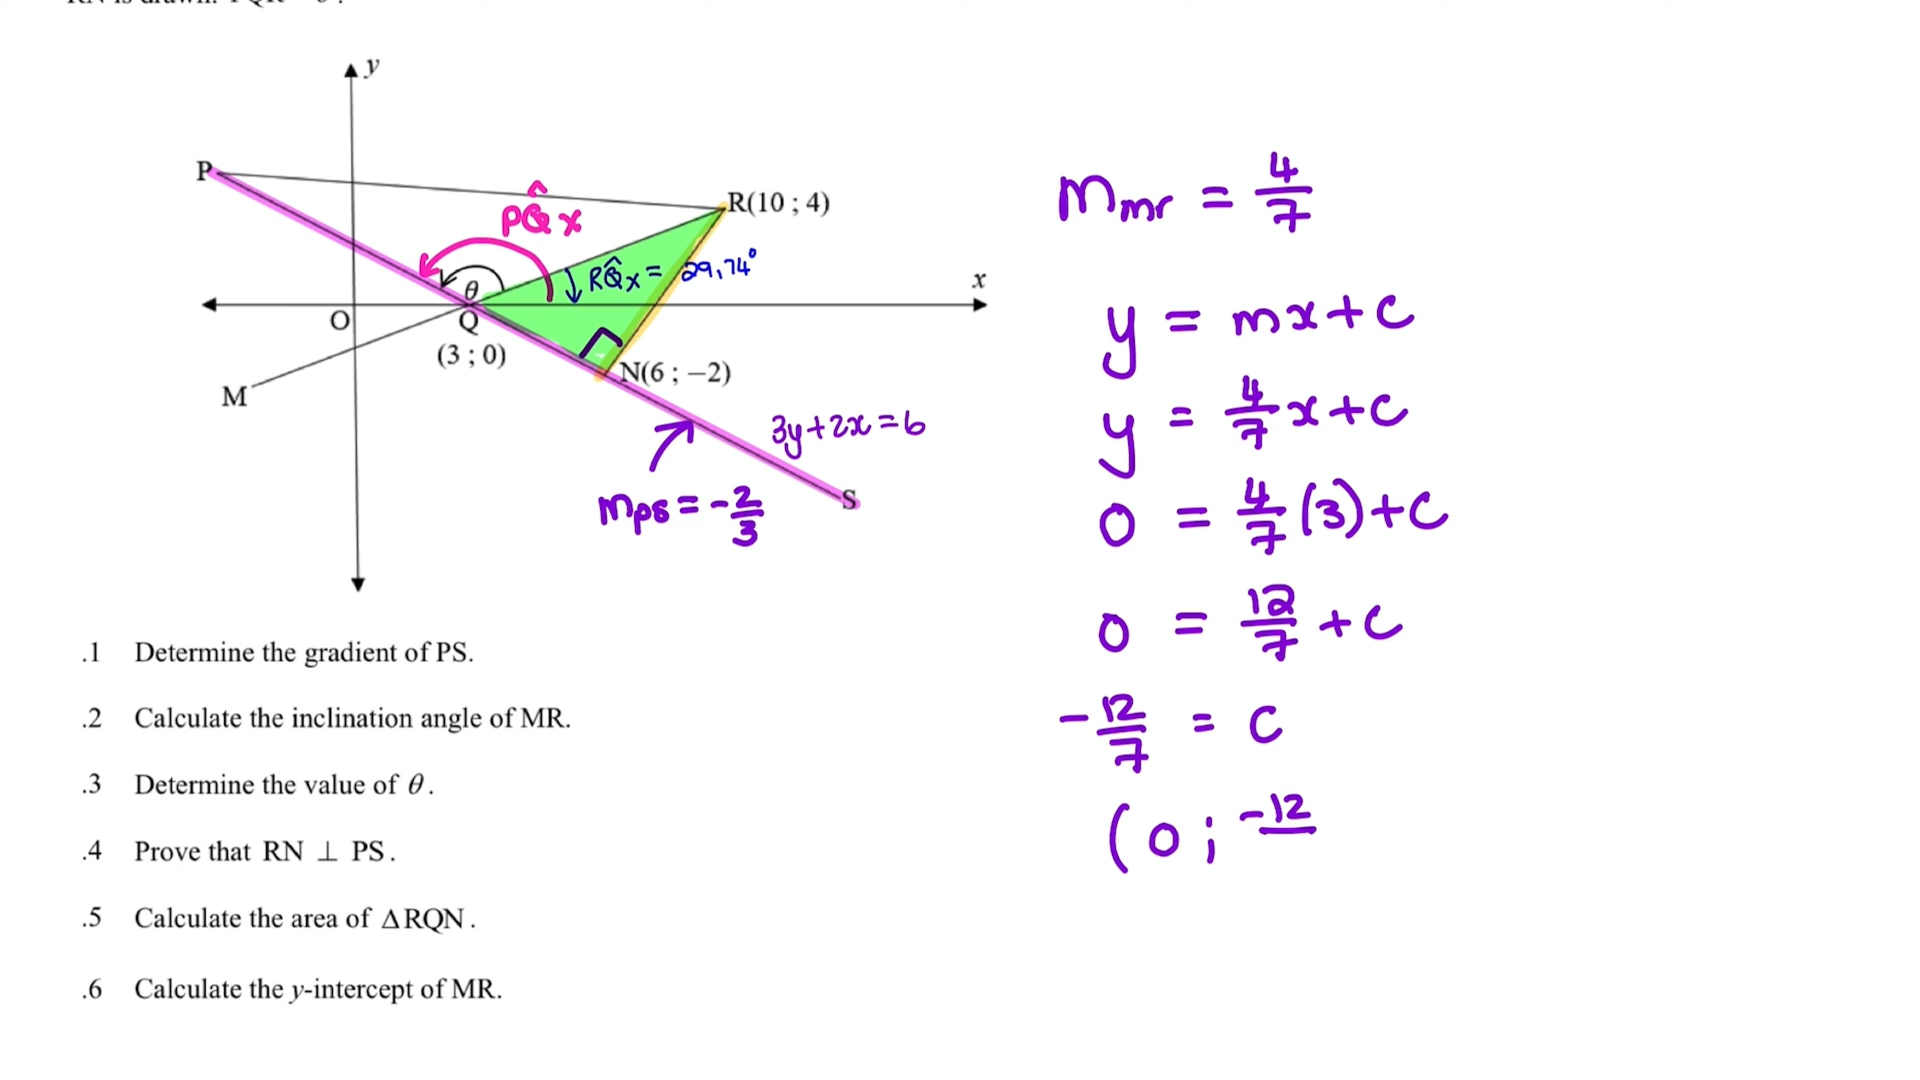 y
P
PQ̂x
R(10 ; 4)
θ
RQ̂x = 29,74°
x
O
Q
(3 ; 0)
N(6 ; −2)
M
3y+2x=6
mps = -2/3
S
.1 Determine the gradient of PS.
.2 Calculate the inclination angle of MR.
.3 Determine the value of θ.
.4 Prove that RN ⊥ PS.
.5 Calculate the area of ΔRQN.
.6 Calculate the y-intercept of MR.
mmr = 4/7
y = mx+c
y = 4/7 x+c
0 = 4/7 (3)+c
0 = 12/7 +c
-12/7 = c
(0 ; -12